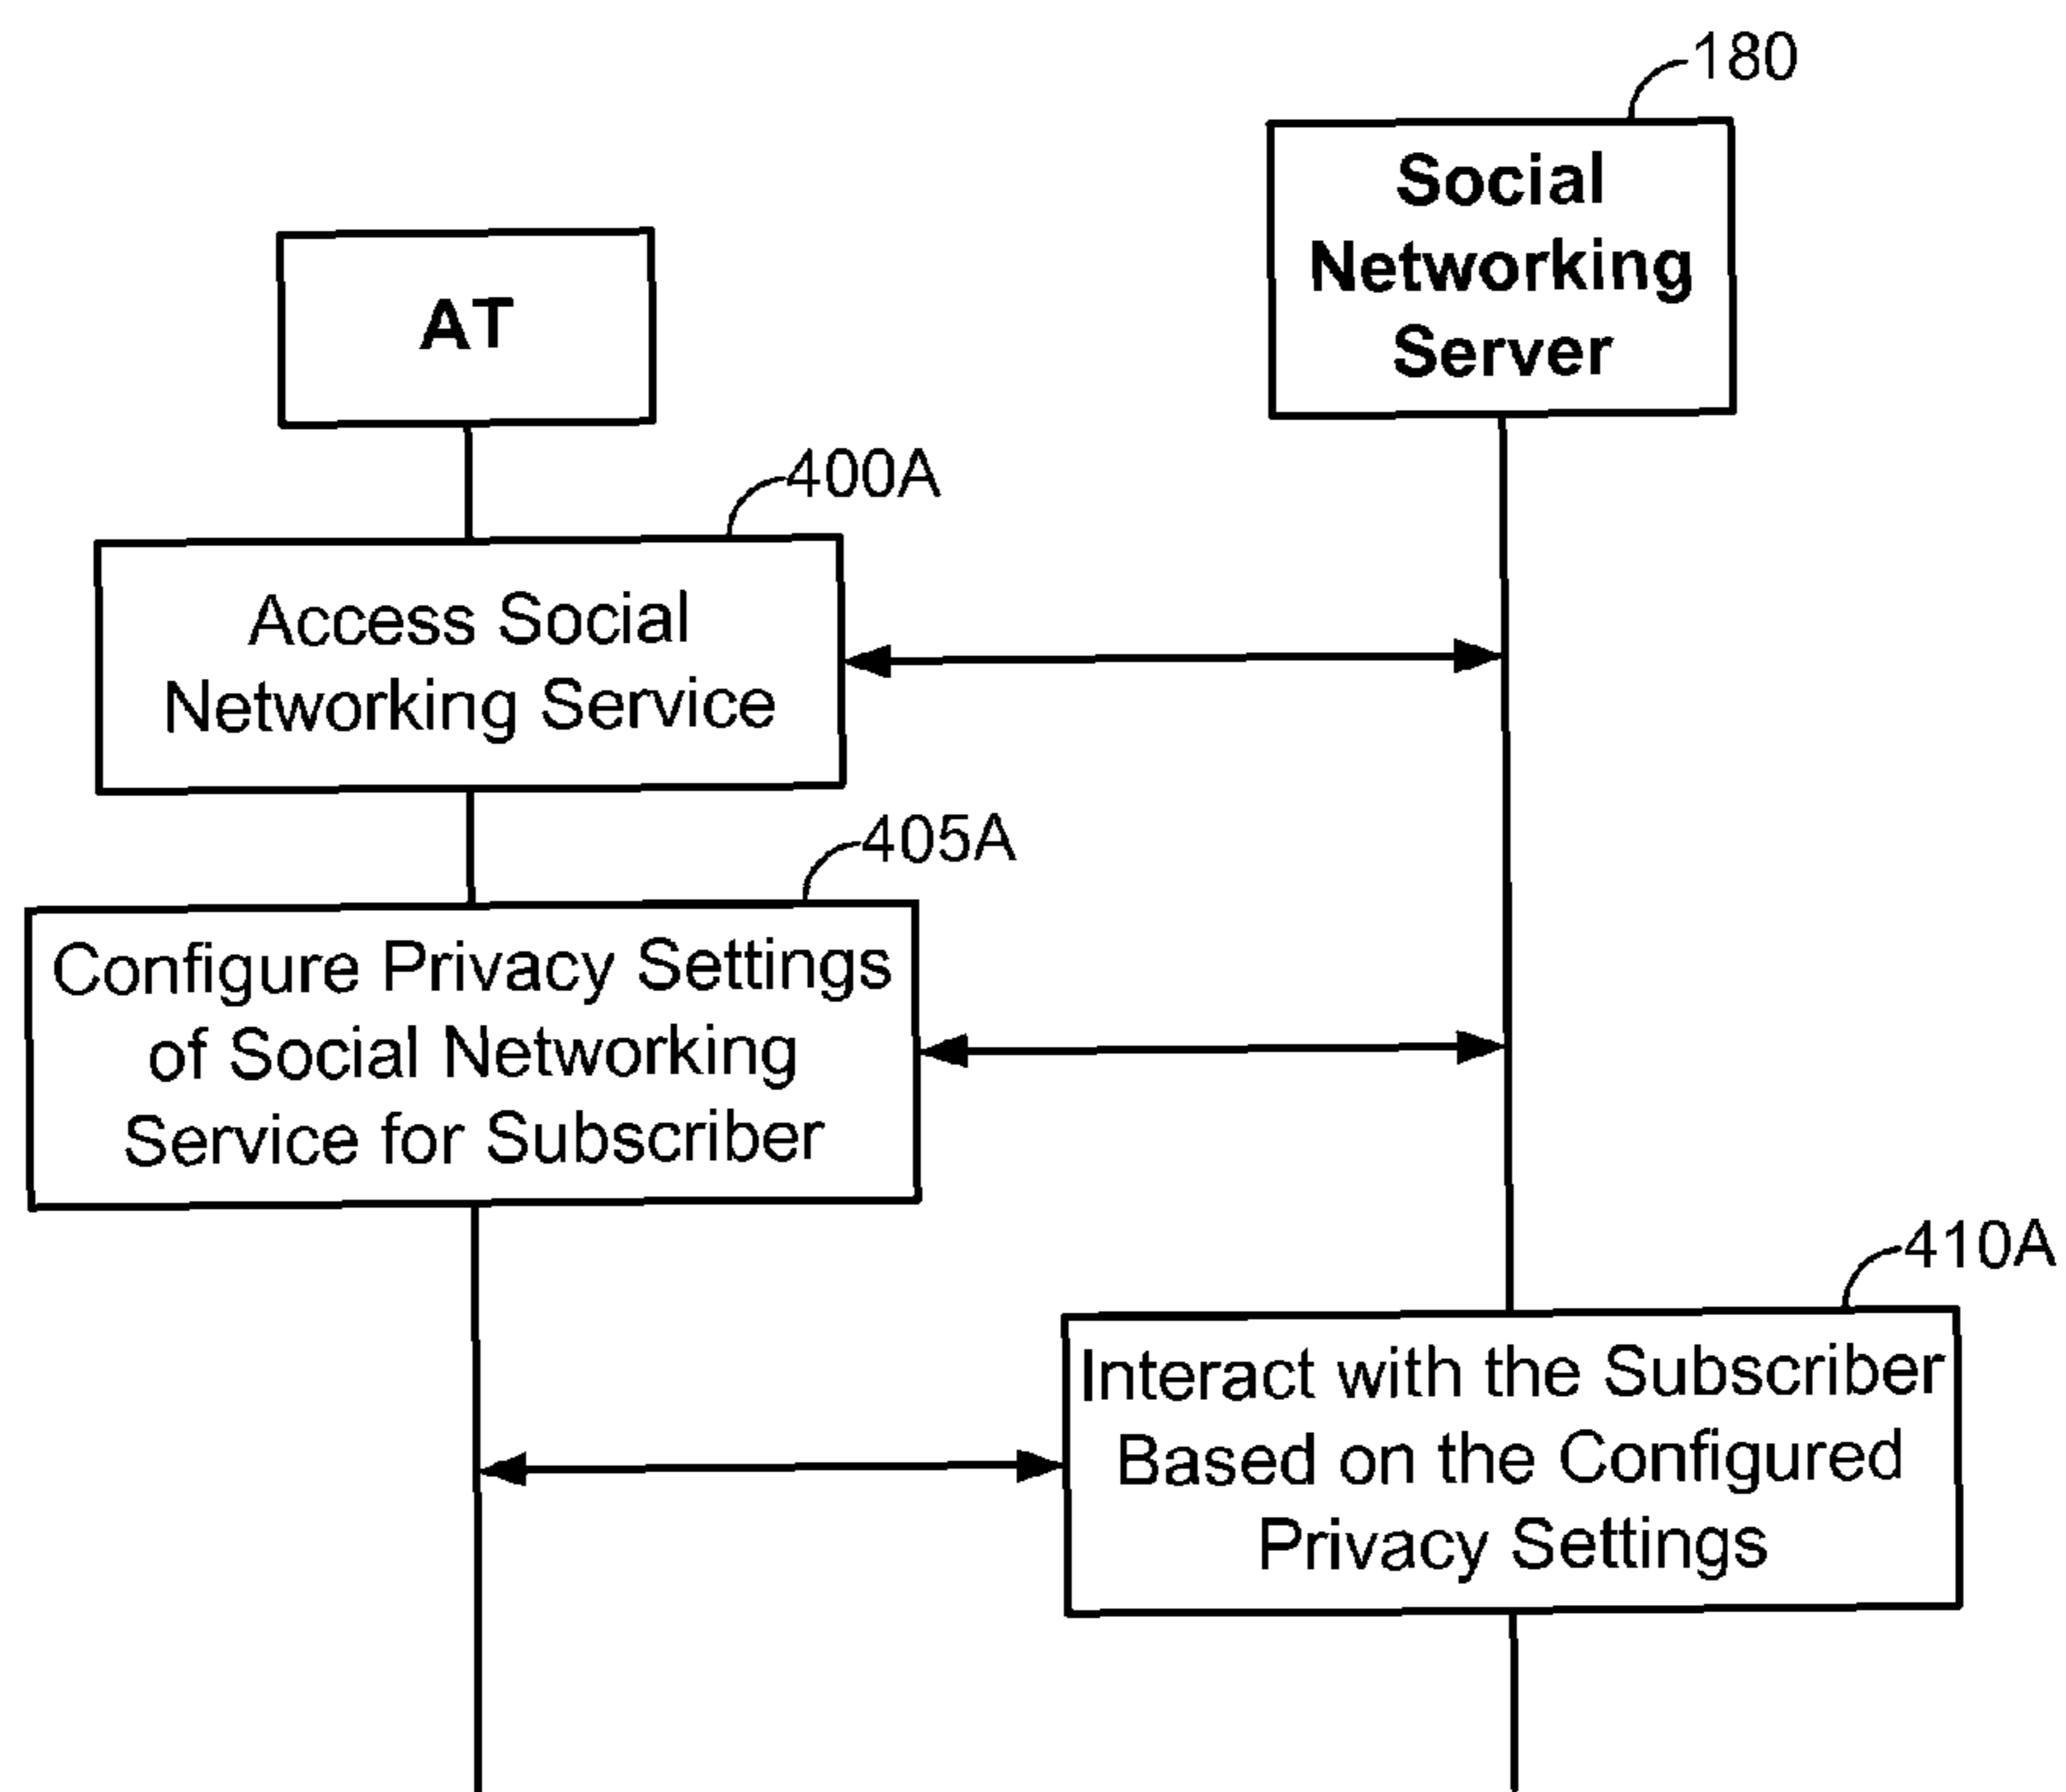 180
Social
Networking
Server
AT
400A
Access Social
Networking Service
405A
Configure Privacy Settings
of Social Networking
Service for Subscriber
410A
Interact with the Subscriber
Based on the Configured
Privacy Settings